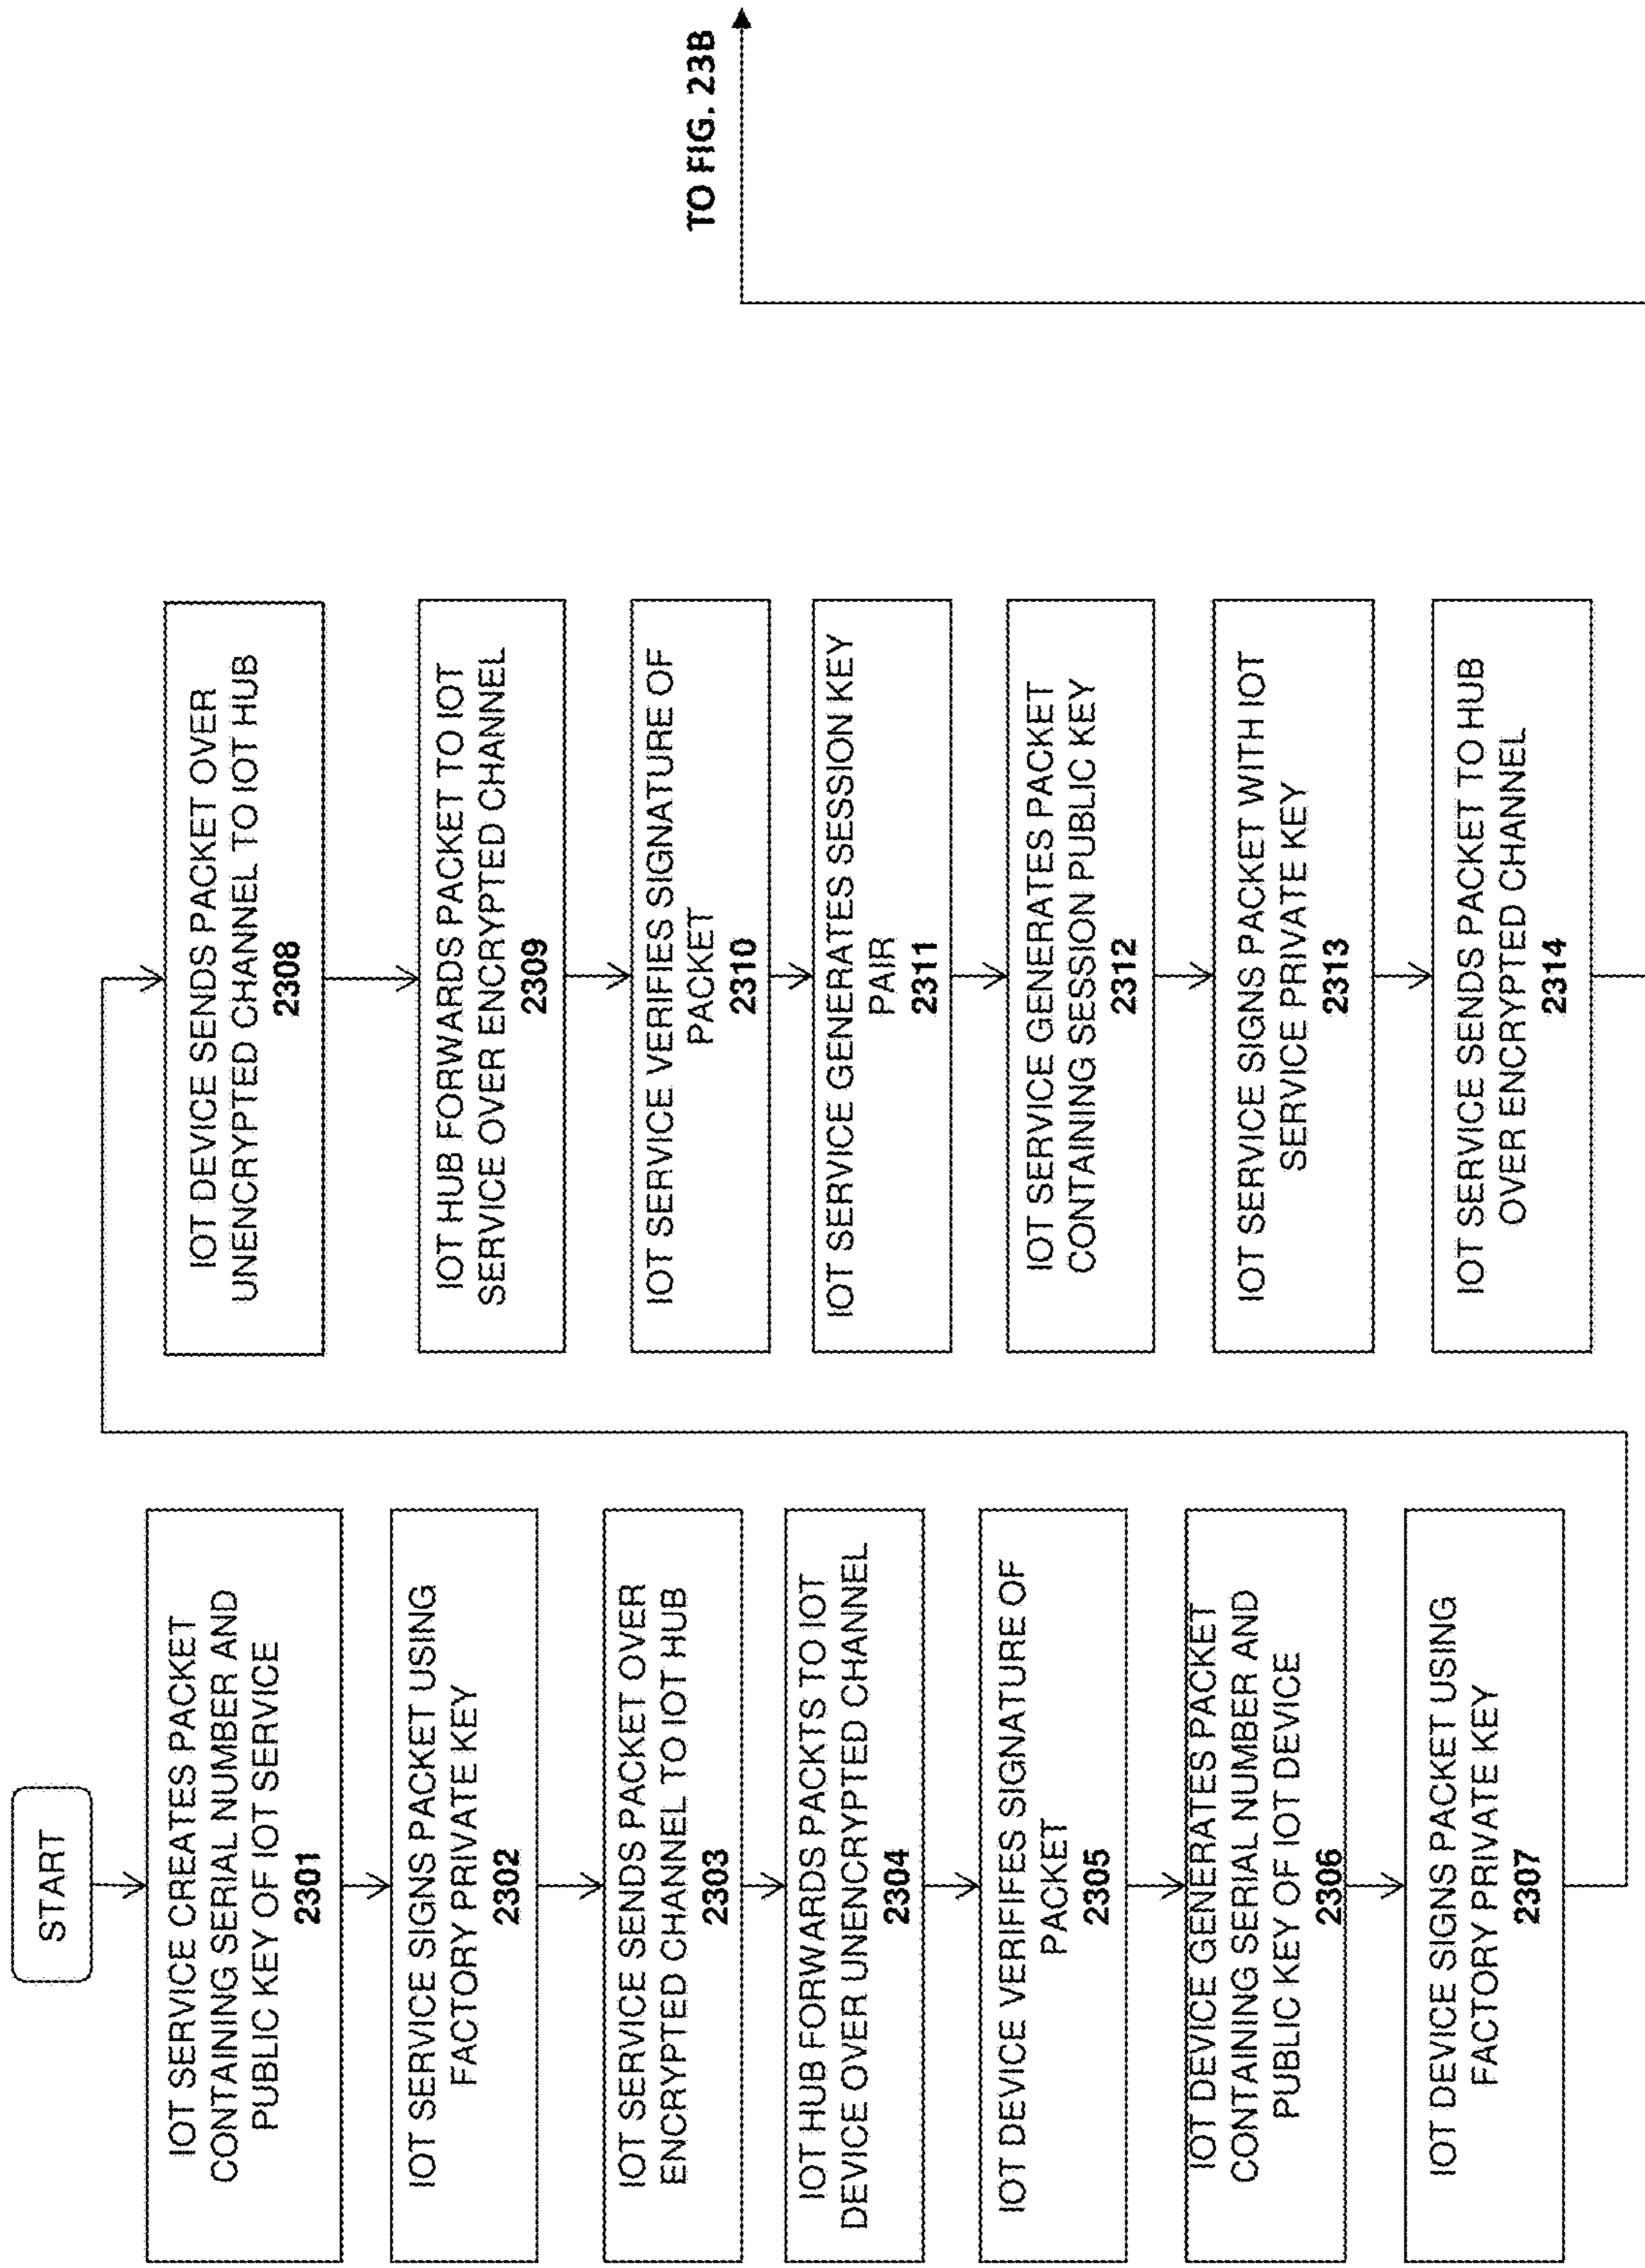 START
IOT SERVICE CREATES PACKET
CONTAINING SERIAL NUMBER AND
PUBLIC KEY OF IOT SERVICE
2301
IOT SERVICE SIGNS PACKET USING
FACTORY PRIVATE KEY
2302
IOT SERVICE SENDS PACKET OVER
ENCRYPTED CHANNEL TO IOT HUB
2303
IOT HUB FORWARDS PACKTS TO IOT
DEVICE OVER UNENCRYPTED CHANNEL
2304
IOT DEVICE VERIFIFES SIGNATURE OF
PACKET
2305
IOT DEVICE GENERATES PACKET
CONTAINING SERIAL NUMBER AND
PUBLIC KEY OF IOT DEVICE
2306
IOT DEVICE SIGNS PACKET USING
FACTORY PRIVATE KEY
2307
IOT DEVICE SENDS PACKET OVER
UNENCRYPTED CHANNEL TO IOT HUB
2308
IOT HUB FORWARDS PACKET TO IOT
SERVICE OVER ENCRYPTED CHANNEL
2309
IOT SERVICE VERIFIES SIGNATURE OF
PACKET
2310
IOT SERVICE GENERATES SESSION KEY
PAIR
2311
IOT SERVICE GENERATES PACKET
CONTAINING SESSION PUBLIC KEY
2312
IOT SERVICE SIGNS PACKET WITH IOT
SERVICE PRIVATE KEY
2313
IOT SERVICE SENDS PACKET TO HUB
OVER ENCRYPTED CHANNEL
2314
TO FIG. 23B